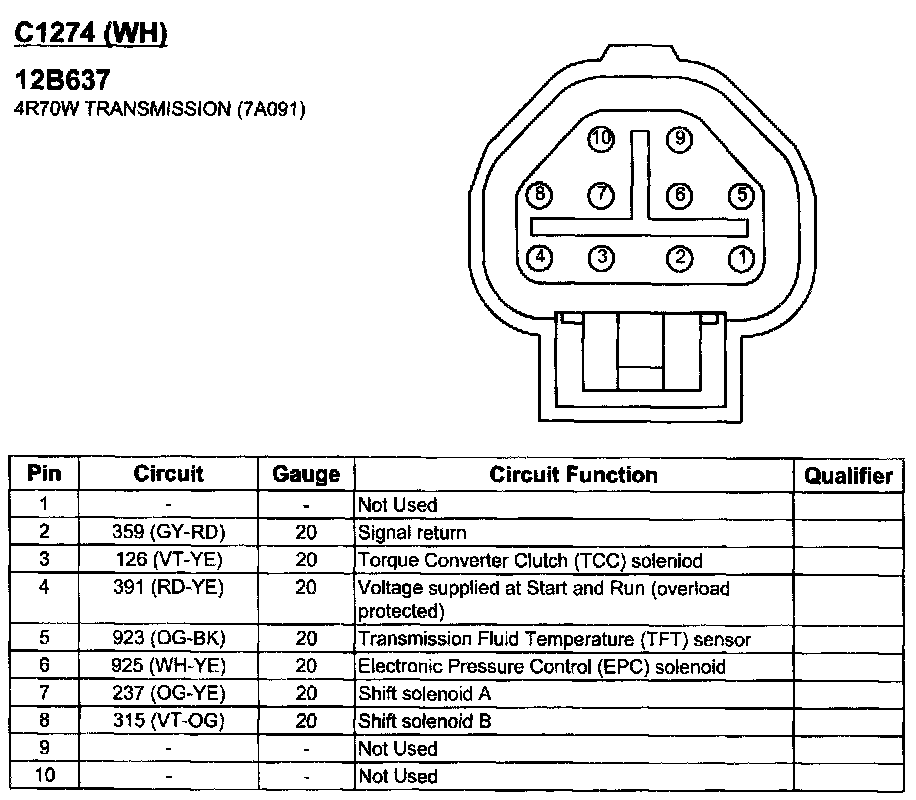 C1274 (WH)
12B637
4R70W TRANSMISSION (7A091)
10 9
8 7 6 5
4 3 2 1
Pin Circuit Gauge Circuit Function Qualifier
1 - - Not Used
2 359 (GY-RD) 20 Signal return
3 126 (VT-YE) 20 Torque Converter Clutch (TCC) soleniod
4 391 (RD-YE) 20 Voltage supplied at Start and Run (overload
protected)
5 923 (OG-BK) 20 Transmission Fluid Temperature (TFT) sensor
6 925 (WH-YE) 20 Electronic Pressure Control (EPC) solenoid
7 237 (OG-YE) 20 Shift solenoid A
8 315 (VT-OG) 20 Shift solenoid B
9 - - Not Used
10 - - Not Used